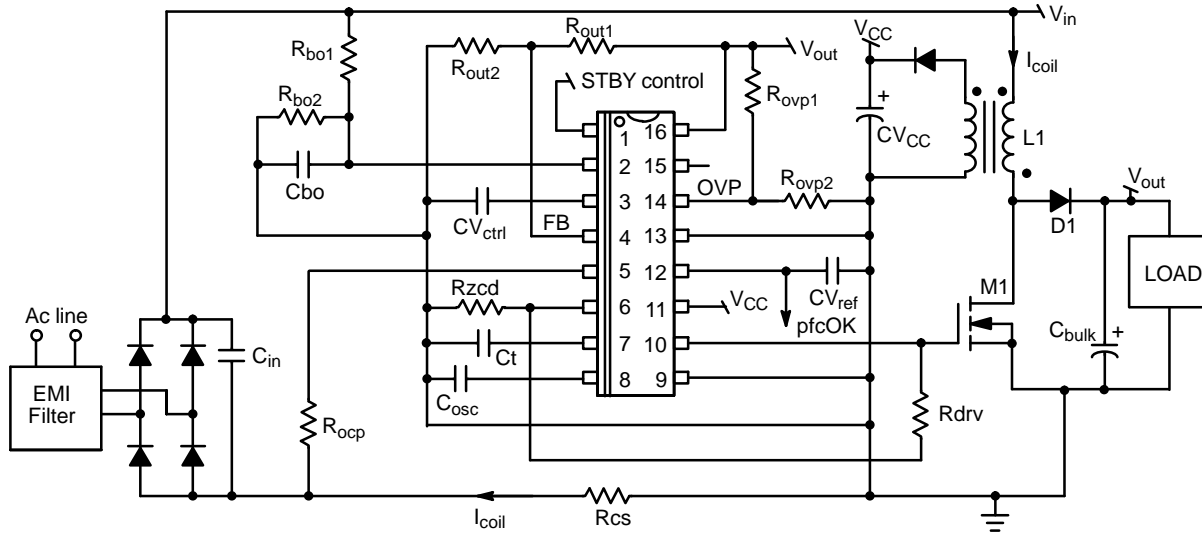 Vin
Rbo1
Rout2
Rout1
Vout
VCC
Icoil
STBY control
Rovp1
Rbo2
CVCC
L1
1
16
2
15
Cbo
OVP
Rovp2
Vout
3
14
CVctrl
FB
4
13
D1
LOAD
5
12
Rzcd
CVref
M1
6
11
VCC
pfcOK
Ac line
Cin
Ct
7
10
Cbulk
EMI
Filter
Cosc
8
9
Rocp
Rdrv
Icoil
Rcs
+
+